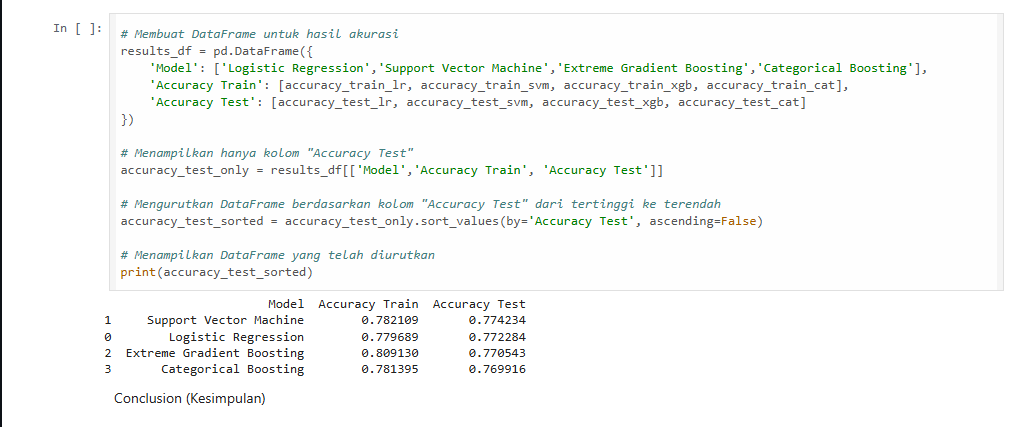 In [ ]:
# Membuat DataFrame untuk hasil akurasi
results_df = pd.DataFrame({
    'Model': ['Logistic Regression','Support Vector Machine','Extreme Gradient Boosting','Categorical Boosting'],
    'Accuracy Train': [accuracy_train_lr, accuracy_train_svm, accuracy_train_xgb, accuracy_train_cat],
    'Accuracy Test': [accuracy_test_lr, accuracy_test_svm, accuracy_test_xgb, accuracy_test_cat]
})
# Menampilkan hanya kolom "Accuracy Test"
accuracy_test_only = results_df[['Model','Accuracy Train', 'Accuracy Test']]
# Mengurutkan DataFrame berdasarkan kolom "Accuracy Test" dari tertinggi ke terendah
accuracy_test_sorted = accuracy_test_only.sort_values(by='Accuracy Test', ascending=False)
# Menampilkan DataFrame yang telah diurutkan
print(accuracy_test_sorted)
Model Accuracy Train Accuracy Test
1 Support Vector Machine 0.782109 0.774234
0 Logistic Regression 0.779689 0.772284
2 Extreme Gradient Boosting 0.809130 0.770543
3 Categorical Boosting 0.781395 0.769916
Conclusion (Kesimpulan)